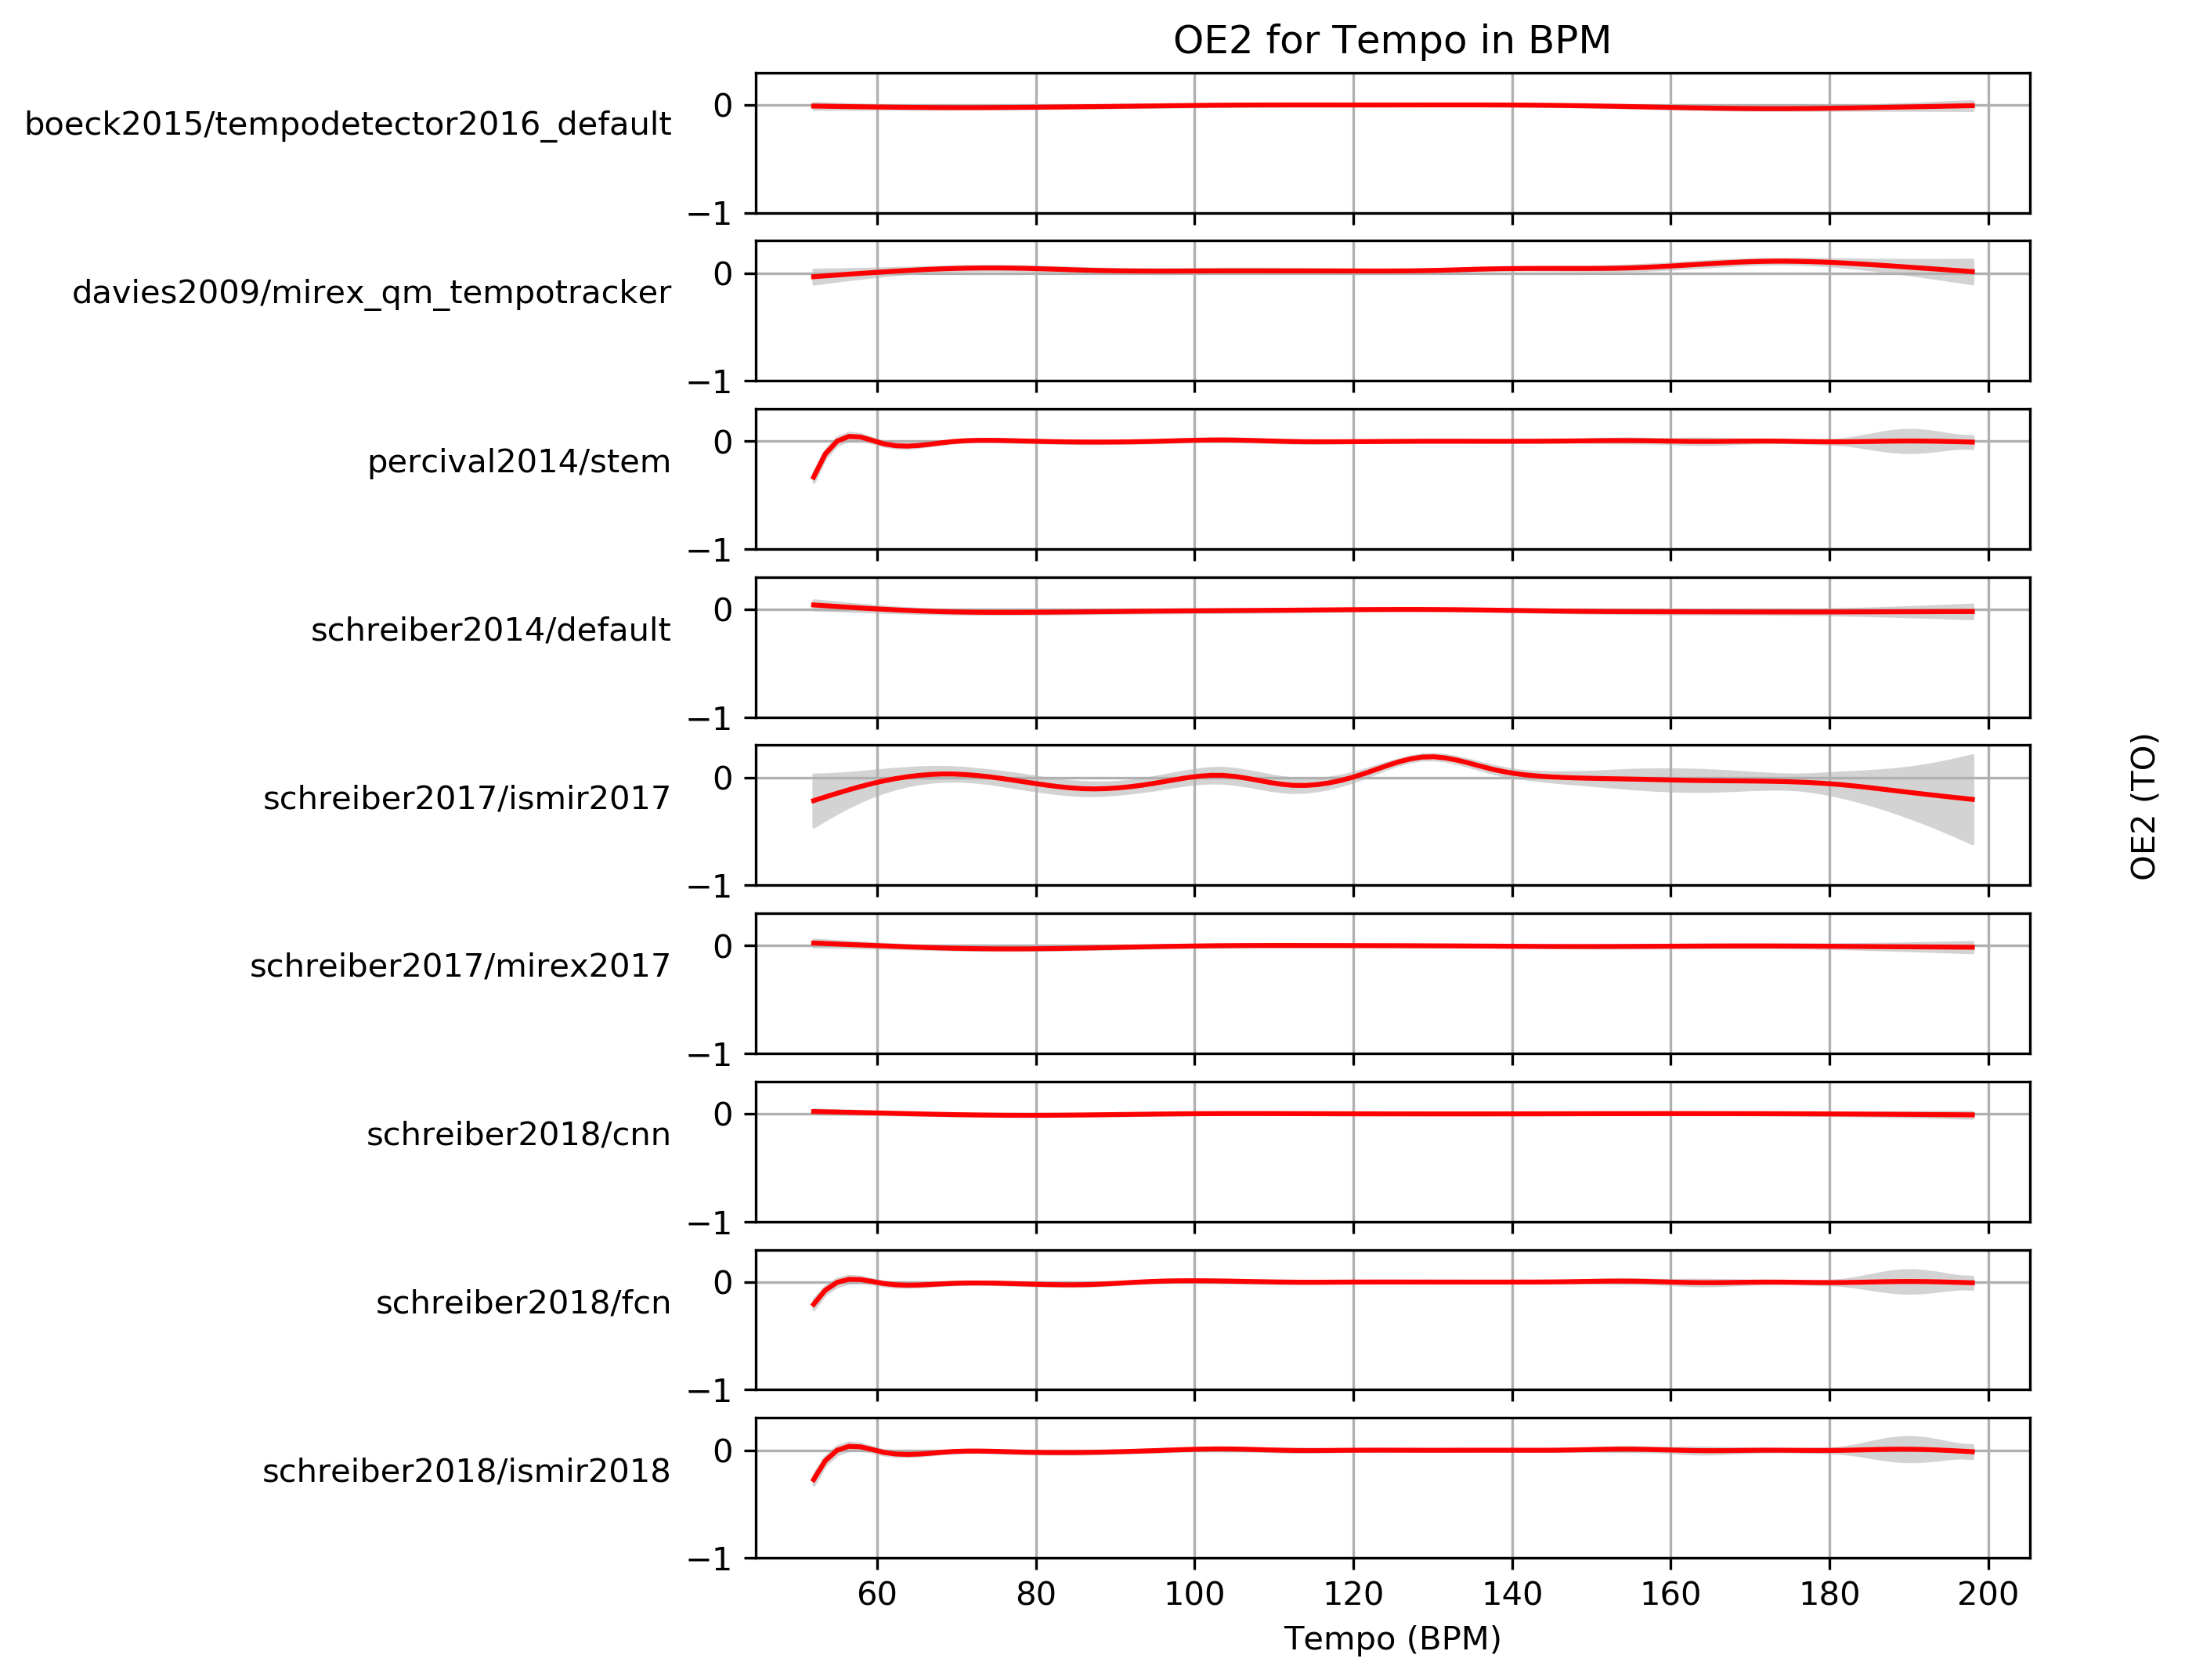 OE2 for Tempo in BPM
boeck2015/tempodetector2016_default
0
−1
davies2009/mirex_qm_tempotracker
0
−1
percival2014/stem
0
−1
schreiber2014/default
0
−1
schreiber2017/ismir2017
0
−1
schreiber2017/mirex2017
0
−1
schreiber2018/cnn
0
−1
schreiber2018/fcn
0
−1
schreiber2018/ismir2018
0
−1
60 80 100 120 140 160 180 200
Tempo (BPM)
OE2 (TO)